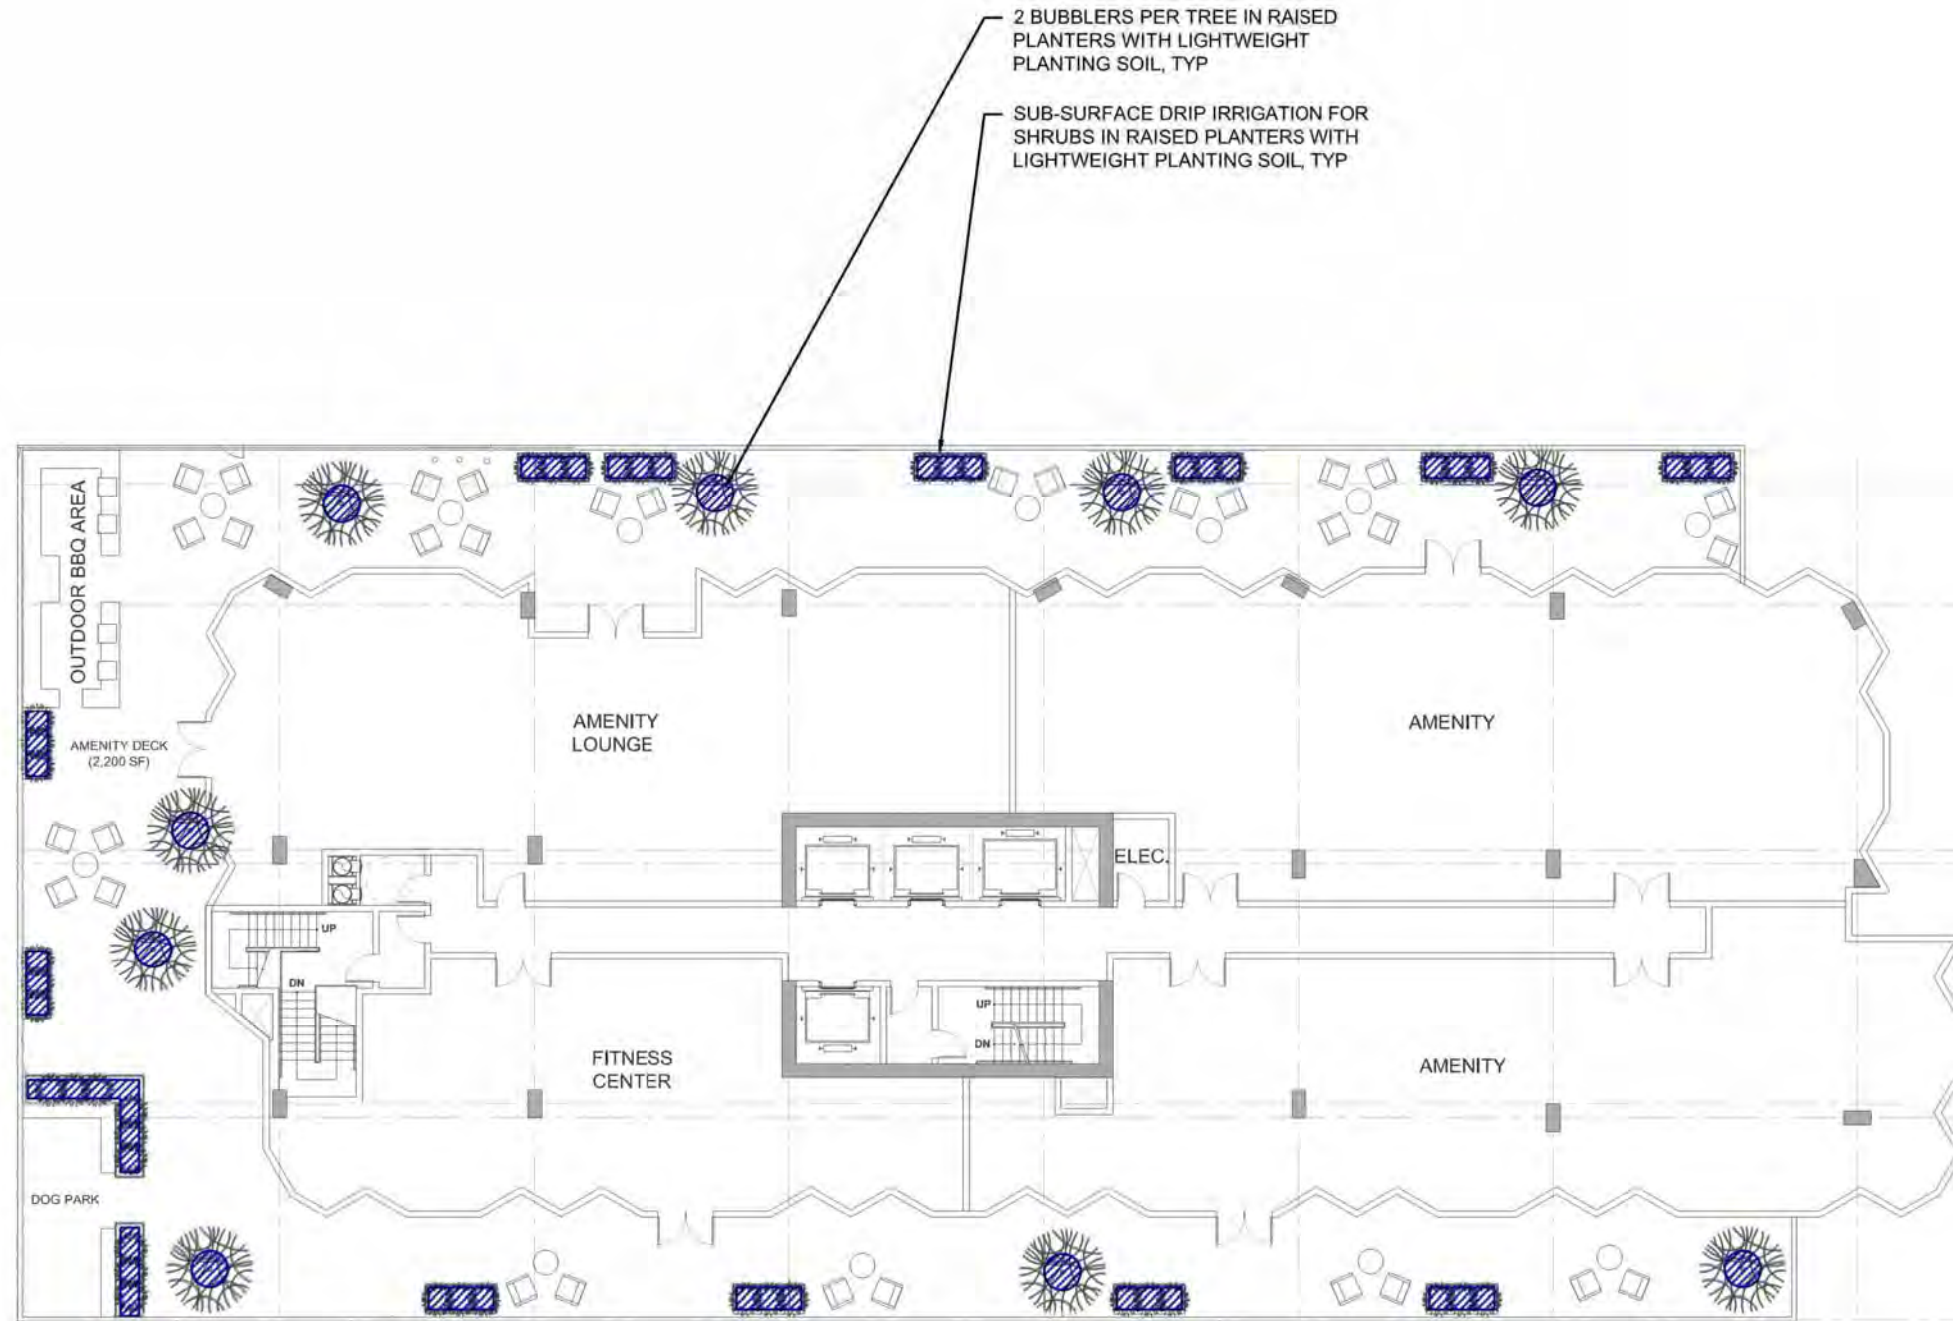 2 BUBBLERS PER TREE IN RAISED
PLANTERS WITH LIGHTWEIGHT
PLANTING SOIL, TYP
SUB-SURFACE DRIP IRRIGATION FOR
SHRUBS IN RAISED PLANTERS WITH
LIGHTWEIGHT PLANTING SOIL, TYP
OUTDOOR BBQ AREA
AMENITY DECK
(2,200 SF)
AMENITY
LOUNGE
AMENITY
ELEC.
UP
DN
UP
DN
FITNESS
CENTER
AMENITY
DOG PARK